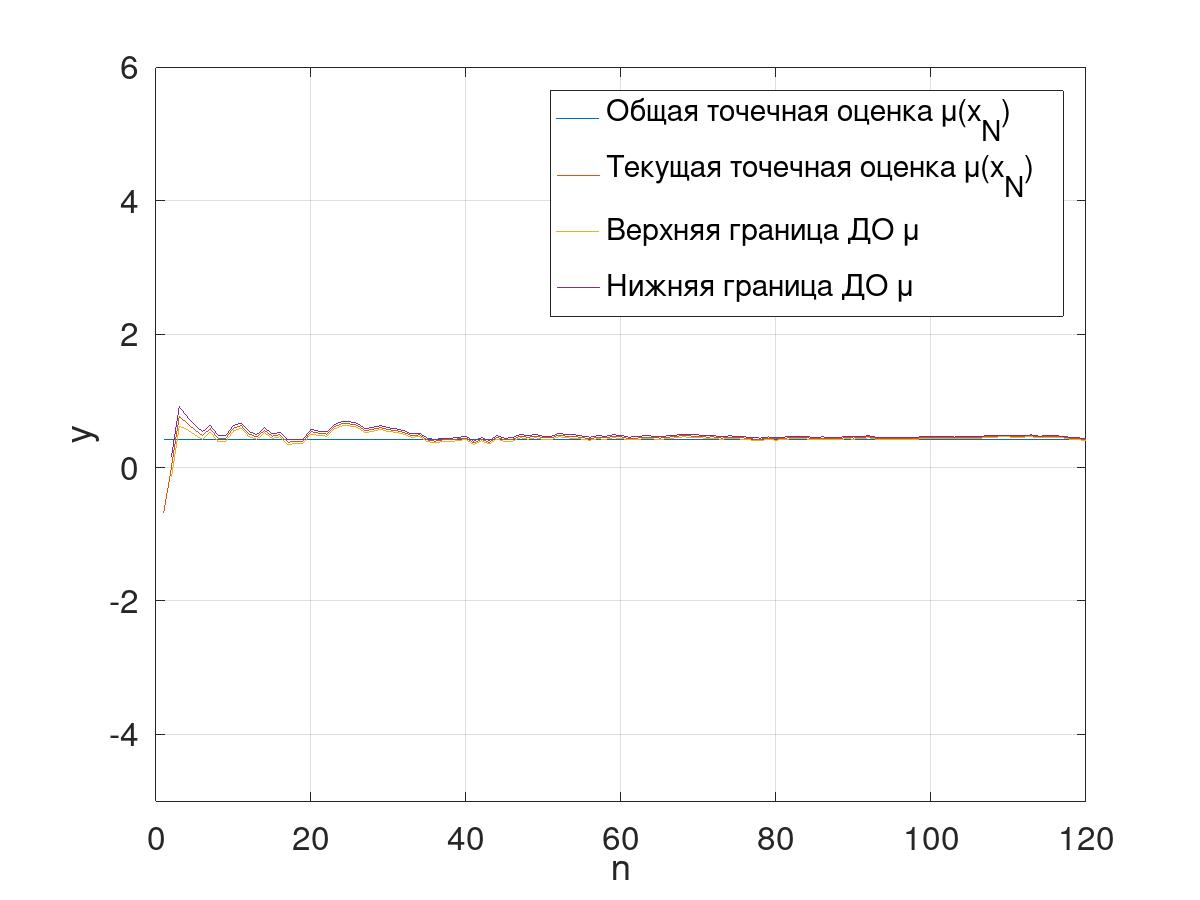 6
4
2
0
-2
-4
y
Общая точечная оценка µ(x_N)
Текущая точечная оценка µ(x_N)
Верхняя граница ДО µ
Нижняя граница ДО µ
0 20 40 60 80 100 120
n